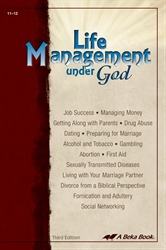 11-12
Life
Management
under God
Job Success • Managing Money
Getting Along with Parents • Drug Abuse
Dating • Preparing for Marriage
Alcohol and Tobacco • Gambling
Abortion • First Aid
Sexually Transmitted Diseases
Living with Your Marriage Partner
Divorce from a Biblical Perspective
Fornication and Adultery
Social Networking
Third Edition
A Beka Book